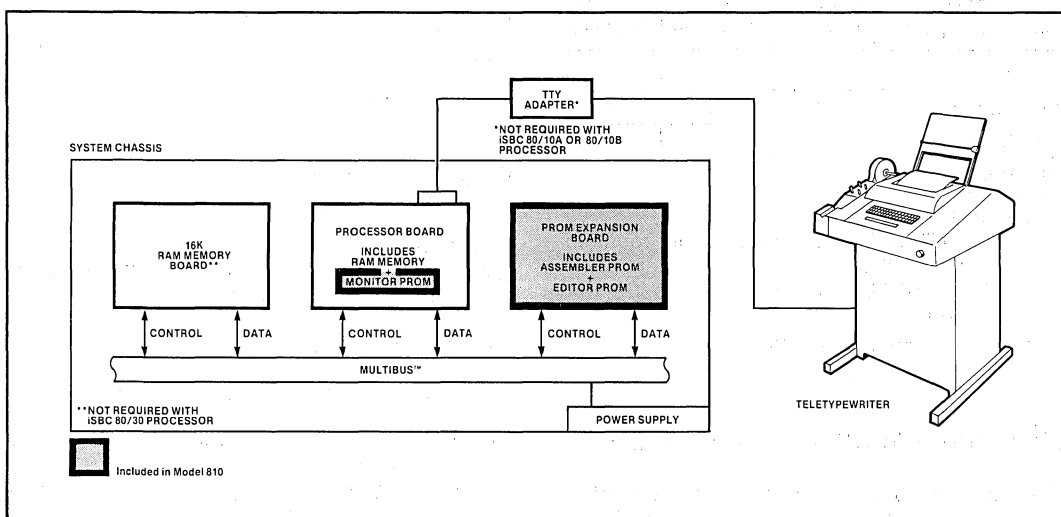 TTY
ADAPTER*
*NOT REQUIRED WITH
iSBC 80/10A OR 80/10B
PROCESSOR
SYSTEM CHASSIS
16K
RAM MEMORY
BOARD**
PROCESSOR BOARD
INCLUDES
RAM MEMORY
+
MONITOR PROM
PROM EXPANSION
BOARD
INCLUDES
ASSEMBLER PROM
+
EDITOR PROM
CONTROL
DATA
CONTROL
DATA
CONTROL
DATA
MULTIBUS™
**NOT REQUIRED WITH
iSBC 80/30 PROCESSOR
POWER SUPPLY
TELETYPEWRITER
Included in Model 810